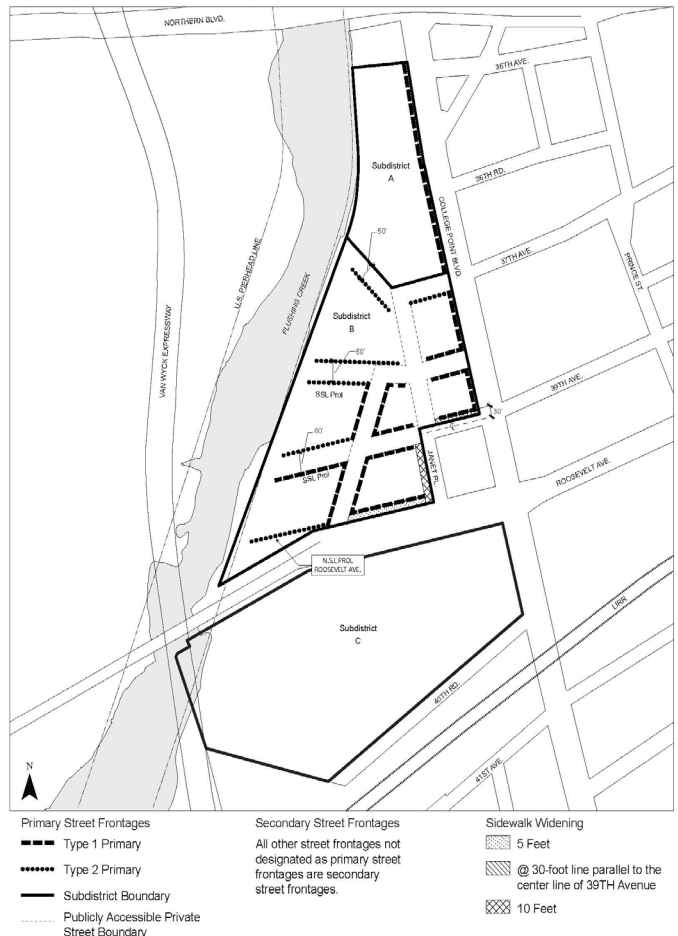 NORTHERN BLVD.
36TH AVE.
Subdistrict
A
36TH RD.
COLLEGE POINT BLVD.
50'
U.S. PIERHEAD LINE
FLUSHING CREEK
37TH AVE.
PRINCE ST.
Subdistrict
B
VAN WYCK EXPRESSWAY
60'
SSL Prol
39TH AVE.
30'
60'
JANET PL.
SSL Prol
ROOSEVELT AVE.
N.S.L PROL
ROOSEVELT AVE.
LIRR
Subdistrict
C
40TH RD.
41ST AVE.
N
Primary Street Frontages
Type 1 Primary
Type 2 Primary
Subdistrict Boundary
Publicly Accessible Private
Street Boundary
Secondary Street Frontages
All other street frontages not
designated as primary street
frontages are secondary
street frontages.
Sidewalk Widening
5 Feet
@ 30-foot line parallel to the
center line of 39TH Avenue
10 Feet